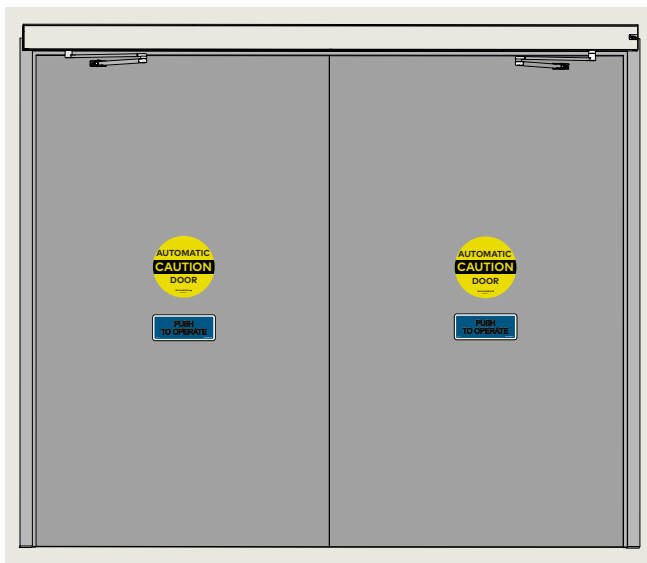 AUTOMATIC
CAUTION
DOOR
PUSH
TO OPERATE
AUTOMATIC
CAUTION
DOOR
PUSH
TO OPERATE